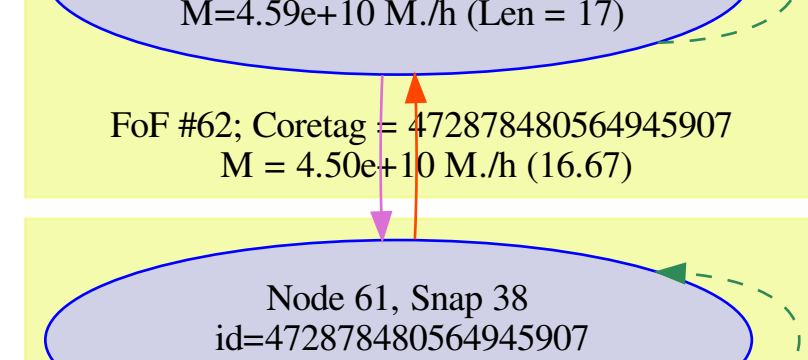 M=4.59e+10 M./h (Len = 17)
FoF #62; Coretag = 472878480564945907
M = 4.50e+10 M./h (16.67)
Node 61, Snap 38
id=472878480564945907